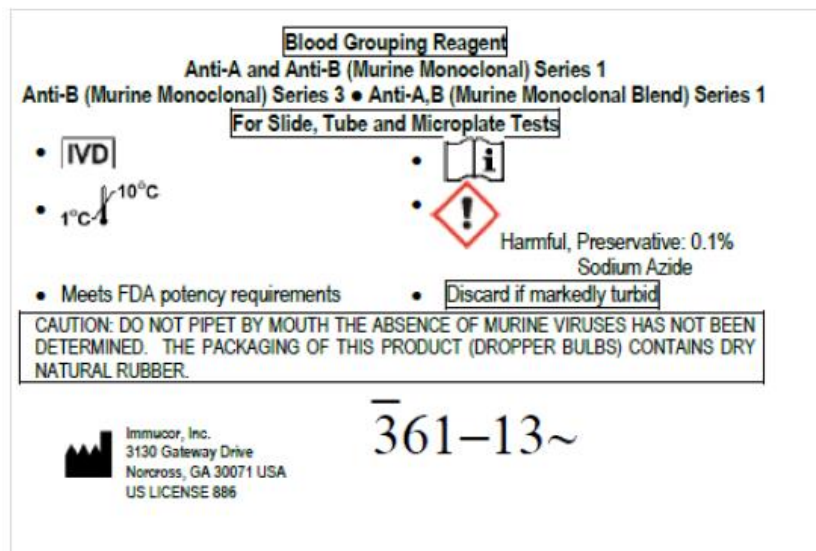 Blood Grouping Reagent
Anti-A and Anti-B (Murine Monoclonal) Series 1
Anti-B (Murine Monoclonal) Series 3 ● Anti-A,B (Murine Monoclonal Blend) Series 1
For Slide, Tube and Microplate Tests
• IVD
• i
• 1°C 10°C
• !
Harmful, Preservative: 0.1%
Sodium Azide
• Meets FDA potency requirements
• Discard if markedly turbid
CAUTION: DO NOT PIPET BY MOUTH THE ABSENCE OF MURINE VIRUSES HAS NOT BEEN
DETERMINED. THE PACKAGING OF THIS PRODUCT (DROPPER BULBS) CONTAINS DRY
NATURAL RUBBER.
Immucor, Inc.
3130 Gateway Drive
Norcross, GA 30071 USA
US LICENSE 886
3̅61–13~